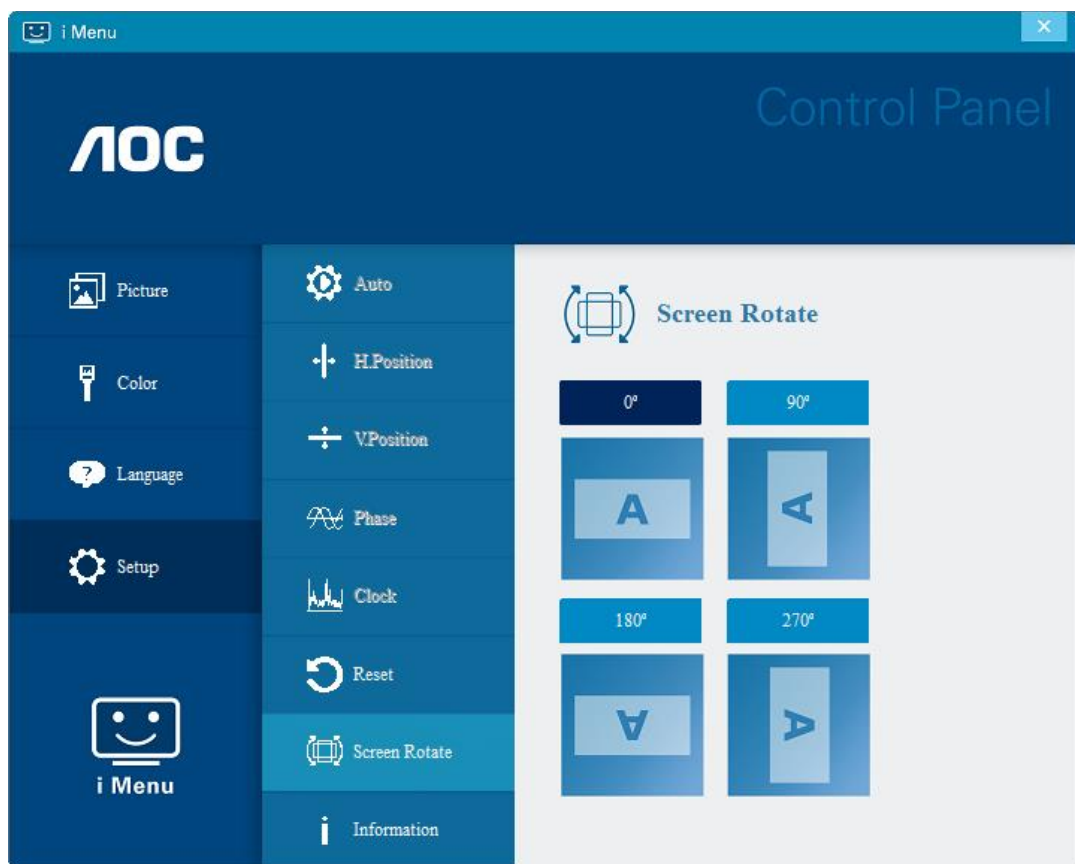 i Menu
×
Control Panel
AOC
Picture
Color
Language
Setup
i Menu
Auto
H.Position
V.Position
Phase
Clock
Reset
Screen Rotate
Information
Screen Rotate
0°
90°
A
A
180°
270°
A
A